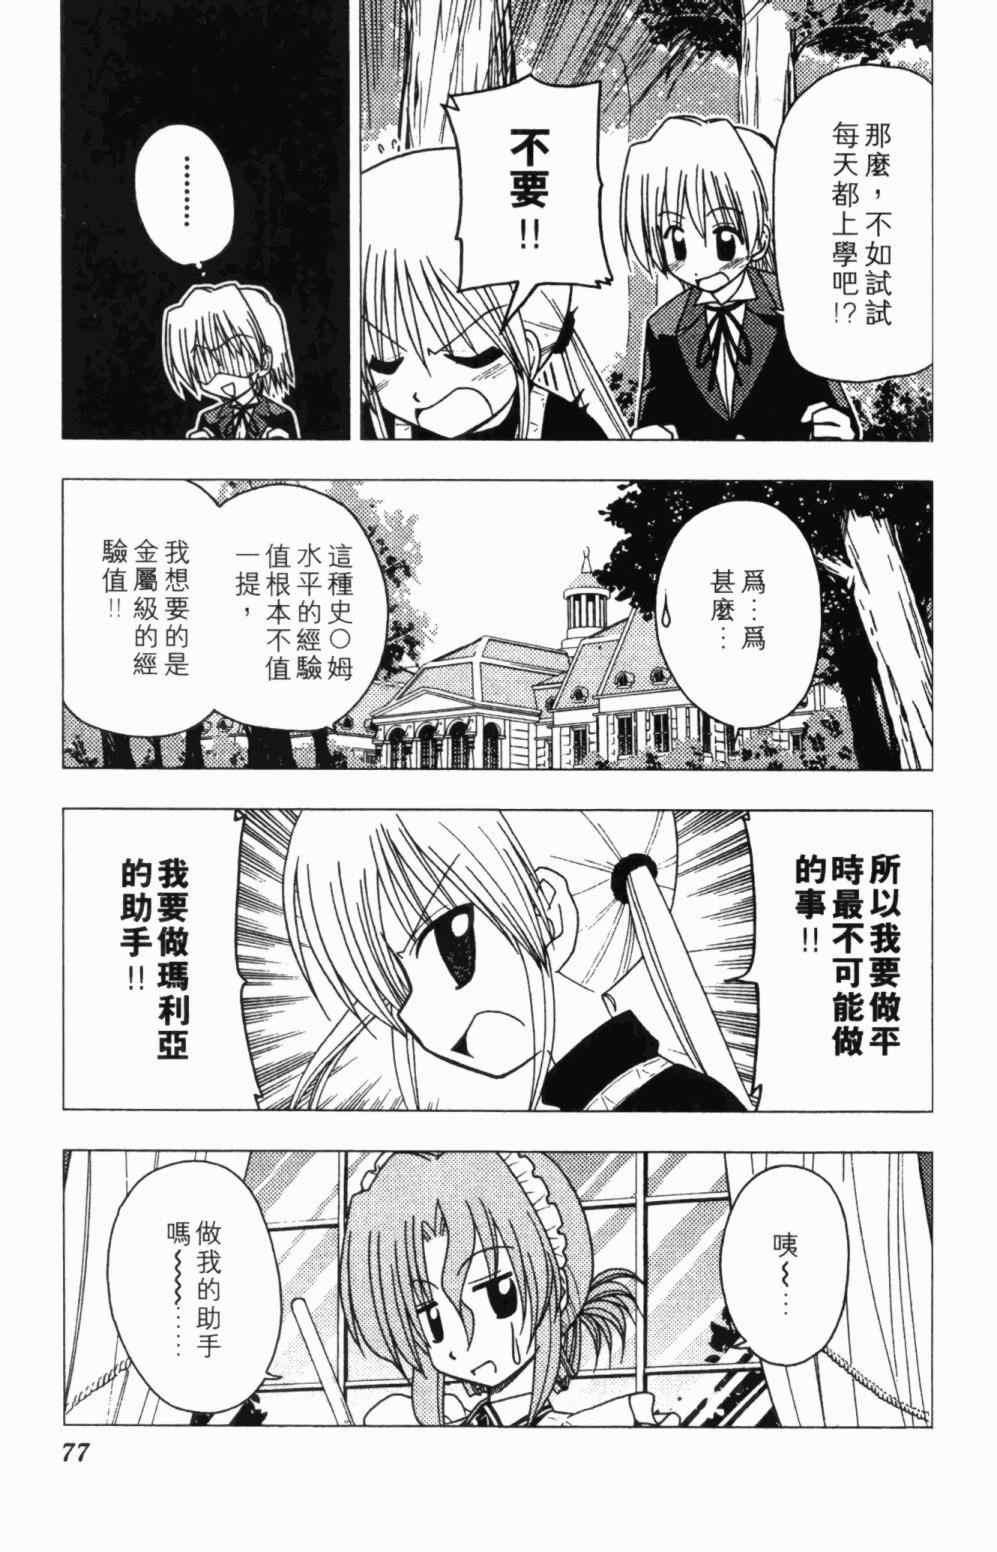 那麼，不如試試
每天都上學吧!?
不要!!
………
爲…爲
甚麼…
這種史〇姆
水平的經驗
值根本不值
一提，
我想要的是
金屬級的經
驗值!!
所以我要做平
時最不可能做
的事!!
我要做瑪利亞
的助手!!
咦～…
做我的助手
嗎～～……
77